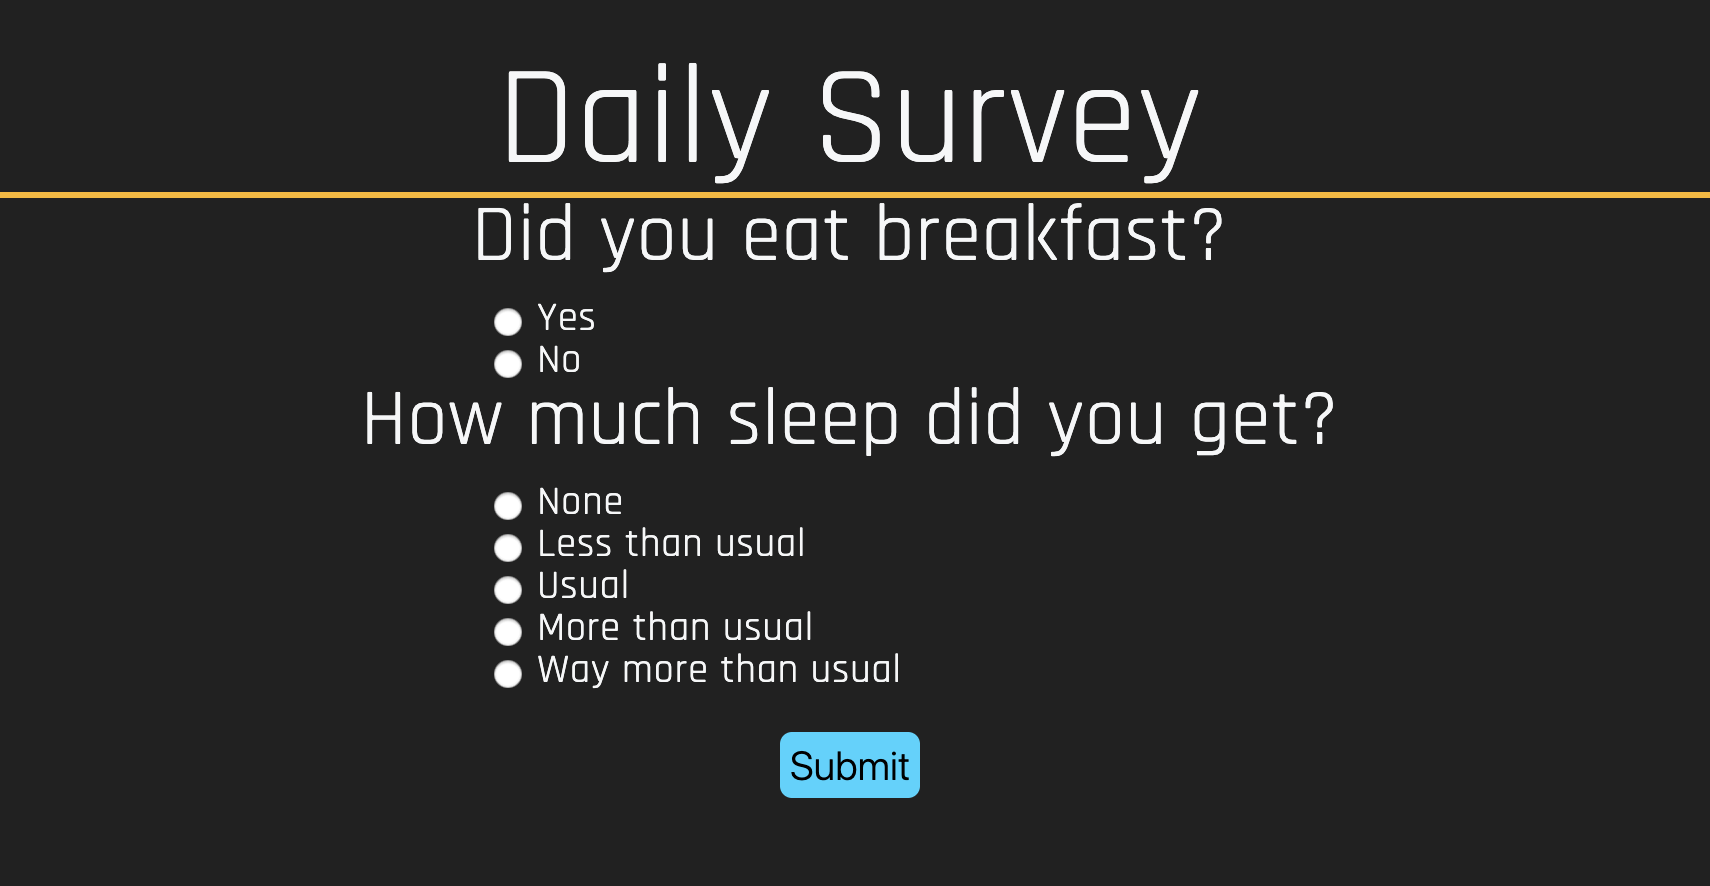 Daily Survey
Did you eat breakfast?
Yes
No
How much sleep did you get?
None
Less than usual
Usual
More than usual
Way more than usual
Submit